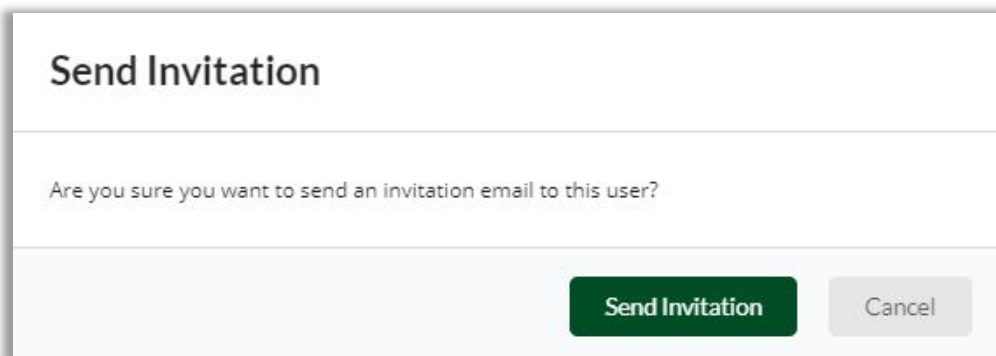 Send Invitation
Are you sure you want to send an invitation email to this user?
Send Invitation
Cancel